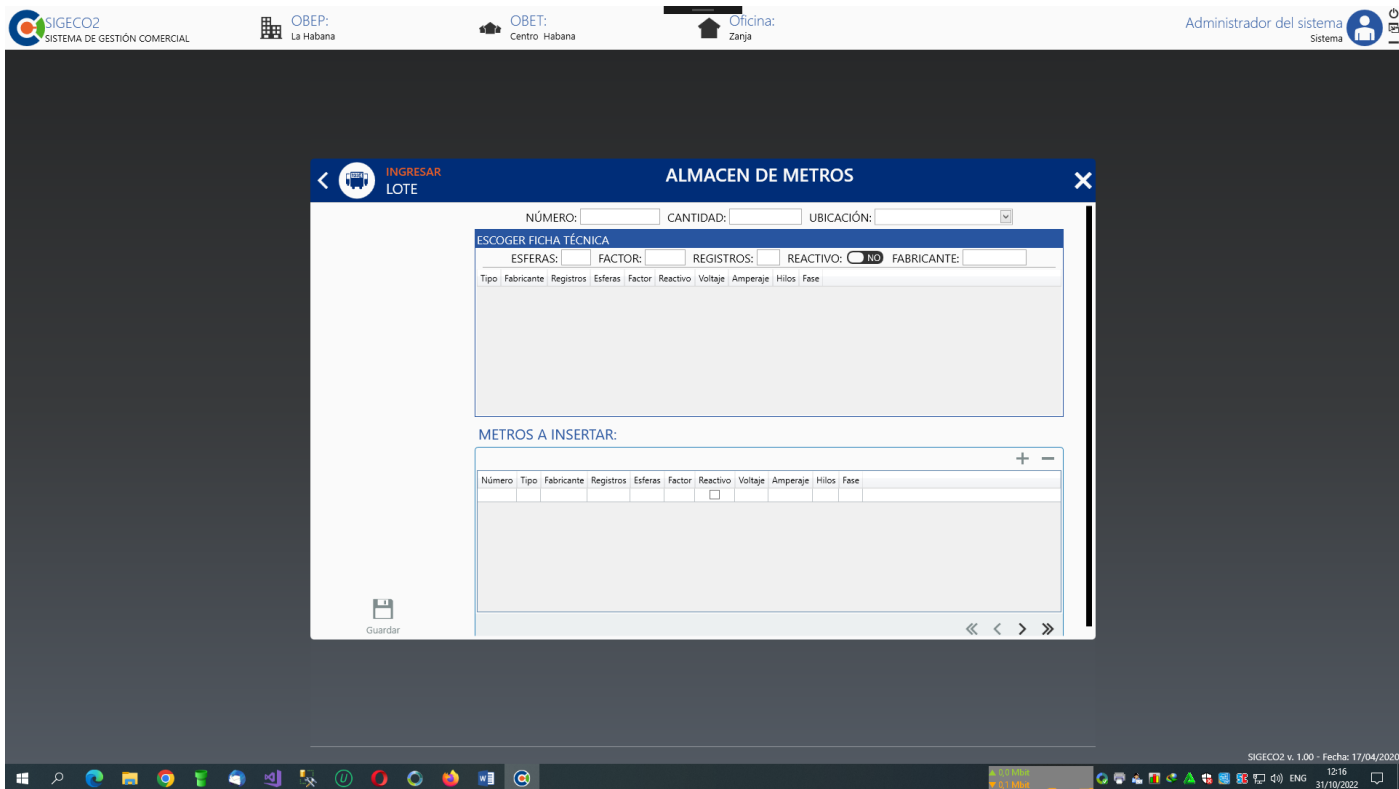 SIGECO2
SISTEMA DE GESTIÓN COMERCIAL
OBEP:
La Habana
OBET:
Centro Habana
Oficina:
Zanja
Administrador del sistema
Sistema
INGRESAR
LOTE
ALMACEN DE METROS
NÚMERO: CANTIDAD: UBICACIÓN:
ESCOGER FICHA TÉCNICA
ESFERAS: FACTOR: REGISTROS: REACTIVO: NO FABRICANTE:
Tipo Fabricante Registros Esferas Factor Reactivo Voltaje Amperaje Hilos Fase
METROS A INSERTAR:
Número Tipo Fabricante Registros Esferas Factor Reactivo Voltaje Amperaje Hilos Fase
Guardar
SIGECO2 v. 1.00 - Fecha: 17/04/2020
0,0 Mbit
0,1 Mbit
ENG
12:16
31/10/2022